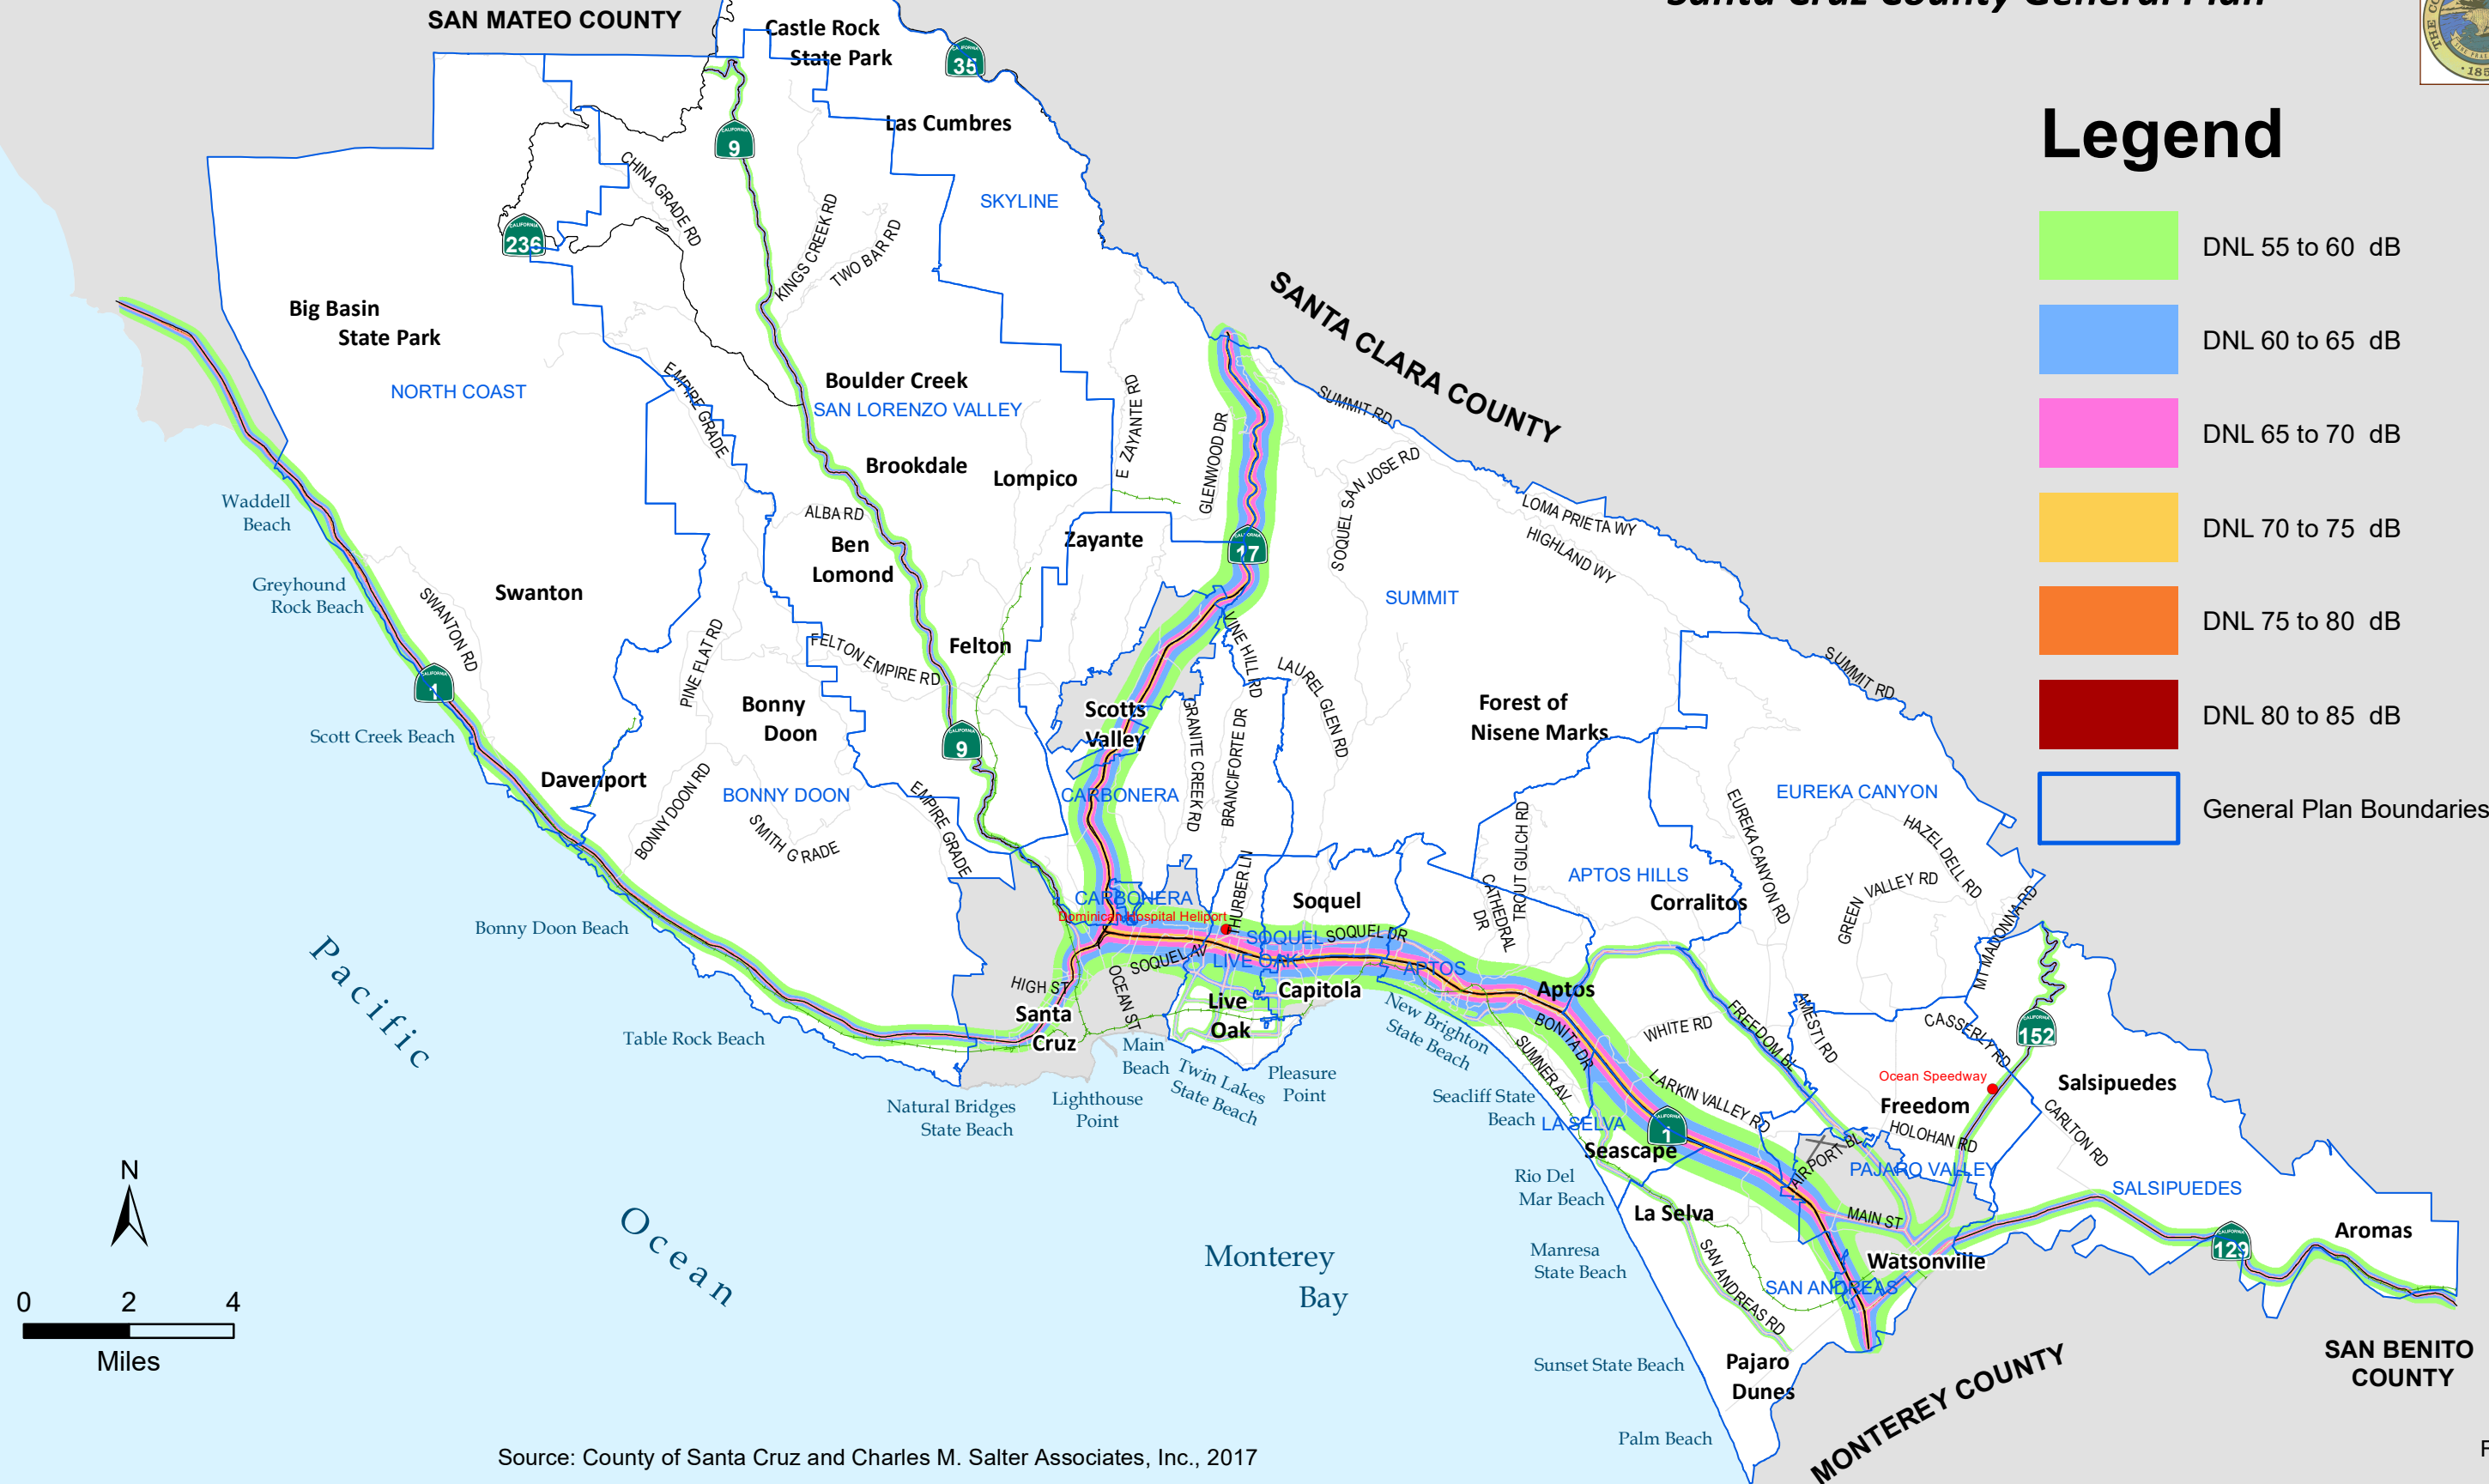 Santa Cruz County General Plan
SAN MATEO COUNTY
Castle Rock
State Park
CALIFORNIA
35
Las Cumbres
CALIFORNIA
9
CHINA GRADE RD
KINGS CREEK RD
TWO BAR RD
SKYLINE
CALIFORNIA
236
SANTA CLARA COUNTY
Big Basin
State Park
NORTH COAST
EMPIRE GRADE
Boulder Creek
SAN LORENZO VALLEY
Brookdale
Lompico
E ZAYANTE RD
GLENWOOD DR
SUMMIT RD
SOQUEL SAN JOSE RD
LOMA PRIETA WY
HIGHLAND WY
Waddell
Beach
ALBA RD
Ben
Lomond
Zayante
CALIFORNIA
17
Greyhound
Rock Beach
SWANTON RD
Swanton
SUMMIT
PINE FLAT RD
FELTON EMPIRE RD
Felton
VINE HILL RD
LAUREL GLEN RD
SUMMIT RD
CALIFORNIA
1
Scott Creek Beach
Bonny
Doon
CALIFORNIA
9
Scotts
Valley
GRANITE CREEK RD
BRANCIFORTE DR
Forest of
Nisene Marks
Davenport
BONNY DOON RD
BONNY DOON
SMITH GRADE
EMPIRE GRADE
CARBONERA
TROUT GULCH RD
EUREKA CANYON RD
EUREKA CANYON
HAZEL DELL RD
GREEN VALLEY RD
APTOS HILLS
Corralitos
CATHEDRAL
DR
CARBONERA
Dominican Hospital Heliport
THURBER LN
Soquel
SOQUEL
SOQUEL DR
MT MADONNA RD
Bonny Doon Beach
SOQUEL AV
LIVE OAK
APTOS
HIGH ST
OCEAN ST
Live
Oak
Capitola
Aptos
Santa
Cruz
Table Rock Beach
Main
Beach
Twin Lakes
State Beach
Pleasure
Point
New Brighton
State Beach
BONITA DR
SUMNER AV
WHITE RD
FREEDOM BL
AMESTI RD
CASSERLY RD
CALIFORNIA
152
Ocean Speedway
Salsipuedes
Natural Bridges
State Beach
Lighthouse
Point
Seacliff State
Beach
LA SELVA
LARKIN VALLEY RD
CALIFORNIA
1
Freedom
HOLOHAN RD
CARLTON RD
Seascape
AIRPORT BL
PAJARO VALLEY
Rio Del
Mar Beach
SALSIPUEDES
La Selva
MAIN ST
CALIFORNIA
129
Aromas
Manresa
State Beach
SAN ANDREAS RD
Watsonville
SAN ANDREAS
Pacific
Ocean
Monterey
Bay
Sunset State Beach
Pajaro
Dunes
MONTEREY COUNTY
SAN BENITO
COUNTY
Palm Beach
N
0 2 4
Miles
Source: County of Santa Cruz and Charles M. Salter Associates, Inc., 2017
Legend
DNL 55 to 60 dB
DNL 60 to 65 dB
DNL 65 to 70 dB
DNL 70 to 75 dB
DNL 75 to 80 dB
DNL 80 to 85 dB
General Plan Boundaries